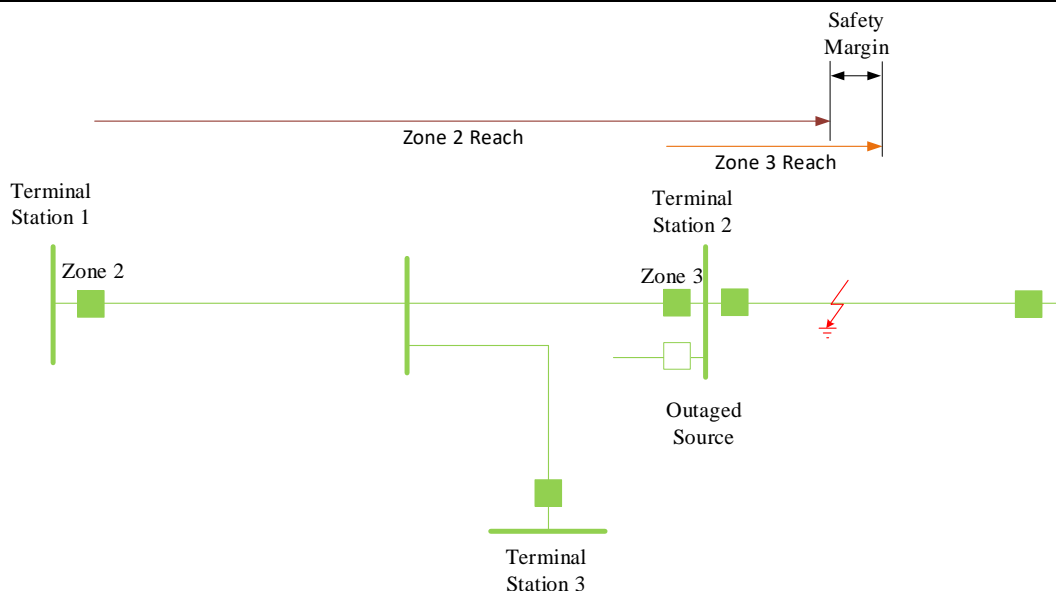 Safety
Margin
Zone 2 Reach
Zone 3 Reach
Terminal
Station 1
Terminal
Station 2
Zone 2
Zone 3
Outaged
Source
Terminal
Station 3